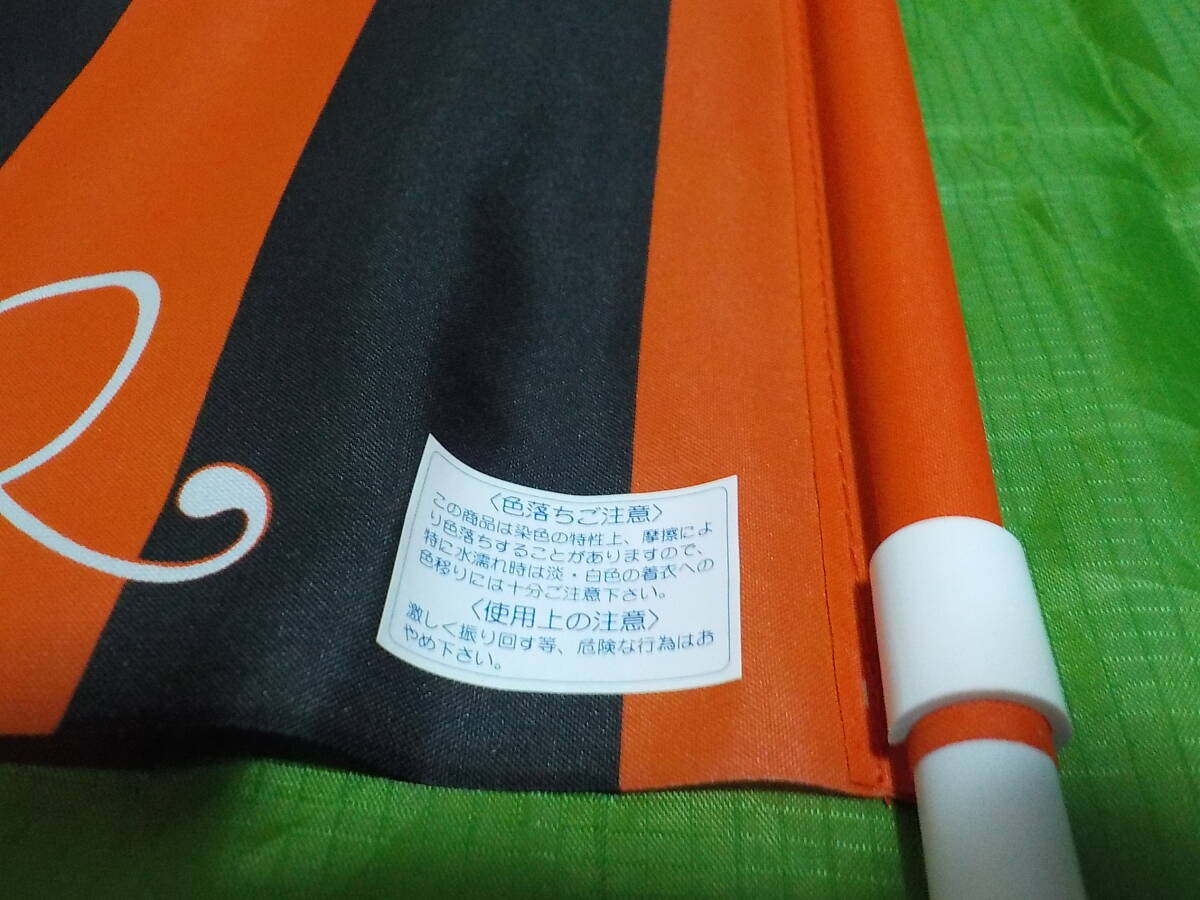 〈色落ちご注意〉
この商品は染色の特性上、摩擦によ
り色落ちすることがありますので、
特に水濡れ時は淡・白色の着衣への
色移りには十分ご注意下さい。
〈使用上の注意〉
激しく振り回す等、危険な行為はお
やめ下さい。